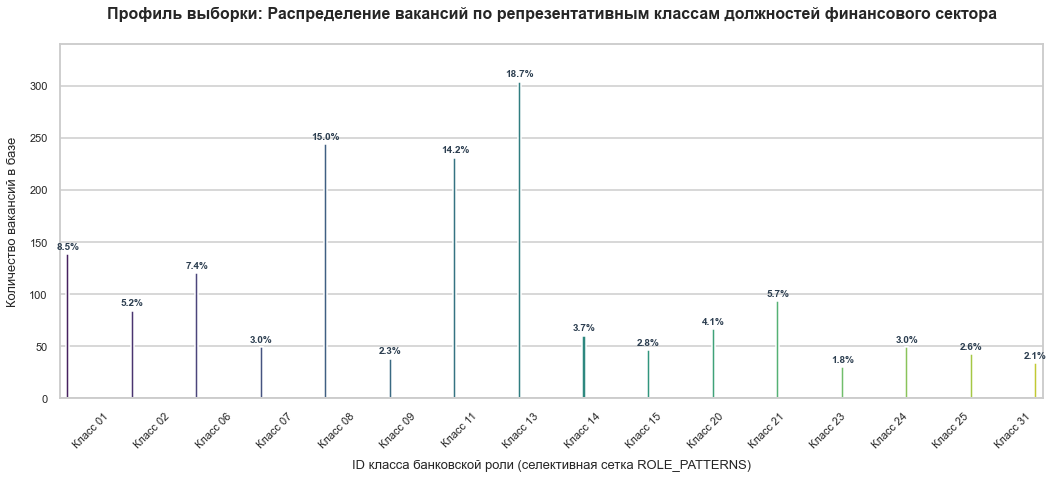 Профиль выборки: Распределение вакансий по репрезентативным классам должностей финансового сектора
Количество вакансий в базе
300
250
200
150
100
50
0
8.5%
5.2%
7.4%
3.0%
15.0%
2.3%
14.2%
18.7%
3.7%
2.8%
4.1%
5.7%
1.8%
3.0%
2.6%
2.1%
Класс 01
Класс 02
Класс 06
Класс 07
Класс 08
Класс 09
Класс 11
Класс 13
Класс 14
Класс 15
Класс 20
Класс 21
Класс 23
Класс 24
Класс 25
Класс 31
ID класса банковской роли (селективная сетка ROLE_PATTERNS)